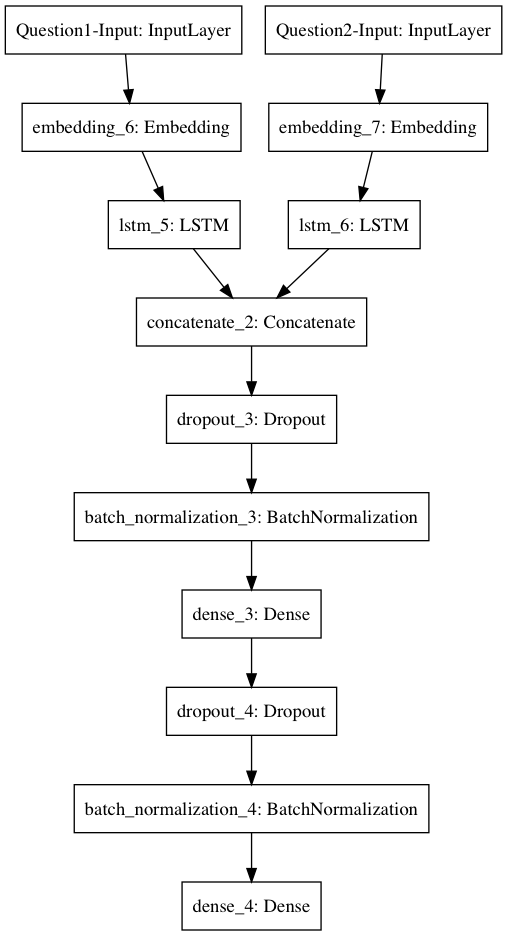 Question1-Input: InputLayer
Question2-Input: InputLayer
embedding_6: Embedding
embedding_7: Embedding
lstm_5: LSTM
lstm_6: LSTM
concatenate_2: Concatenate
dropout_3: Dropout
batch_normalization_3: BatchNormalization
dense_3: Dense
dropout_4: Dropout
batch_normalization_4: BatchNormalization
dense_4: Dense